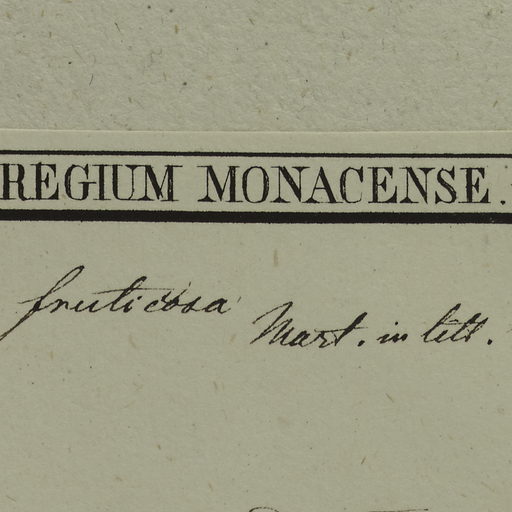 REGIUM MONACENSE.
fruticosa Mart. in litt.